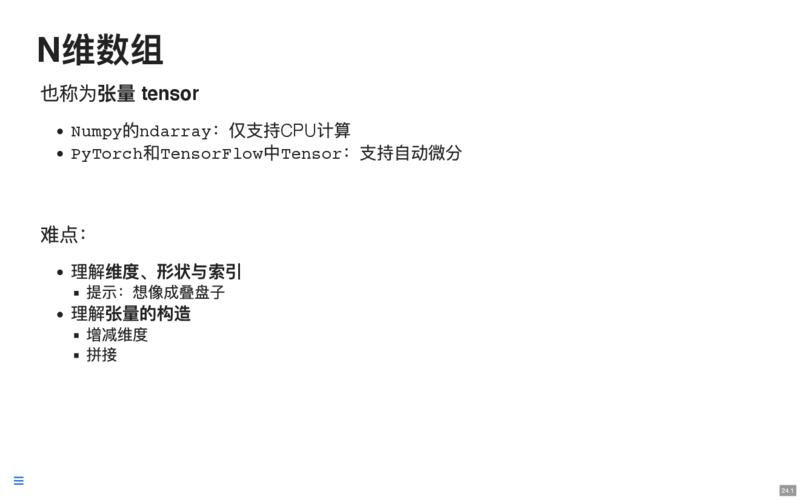 N维数组
也称为张量 tensor
Numpy的ndarray：仅支持CPU计算
PyTorch和TensorFlow中Tensor：支持自动微分
难点：
理解维度、形状与索引
提示：想像成叠盘子
理解张量的构造
增减维度
拼接
24.1